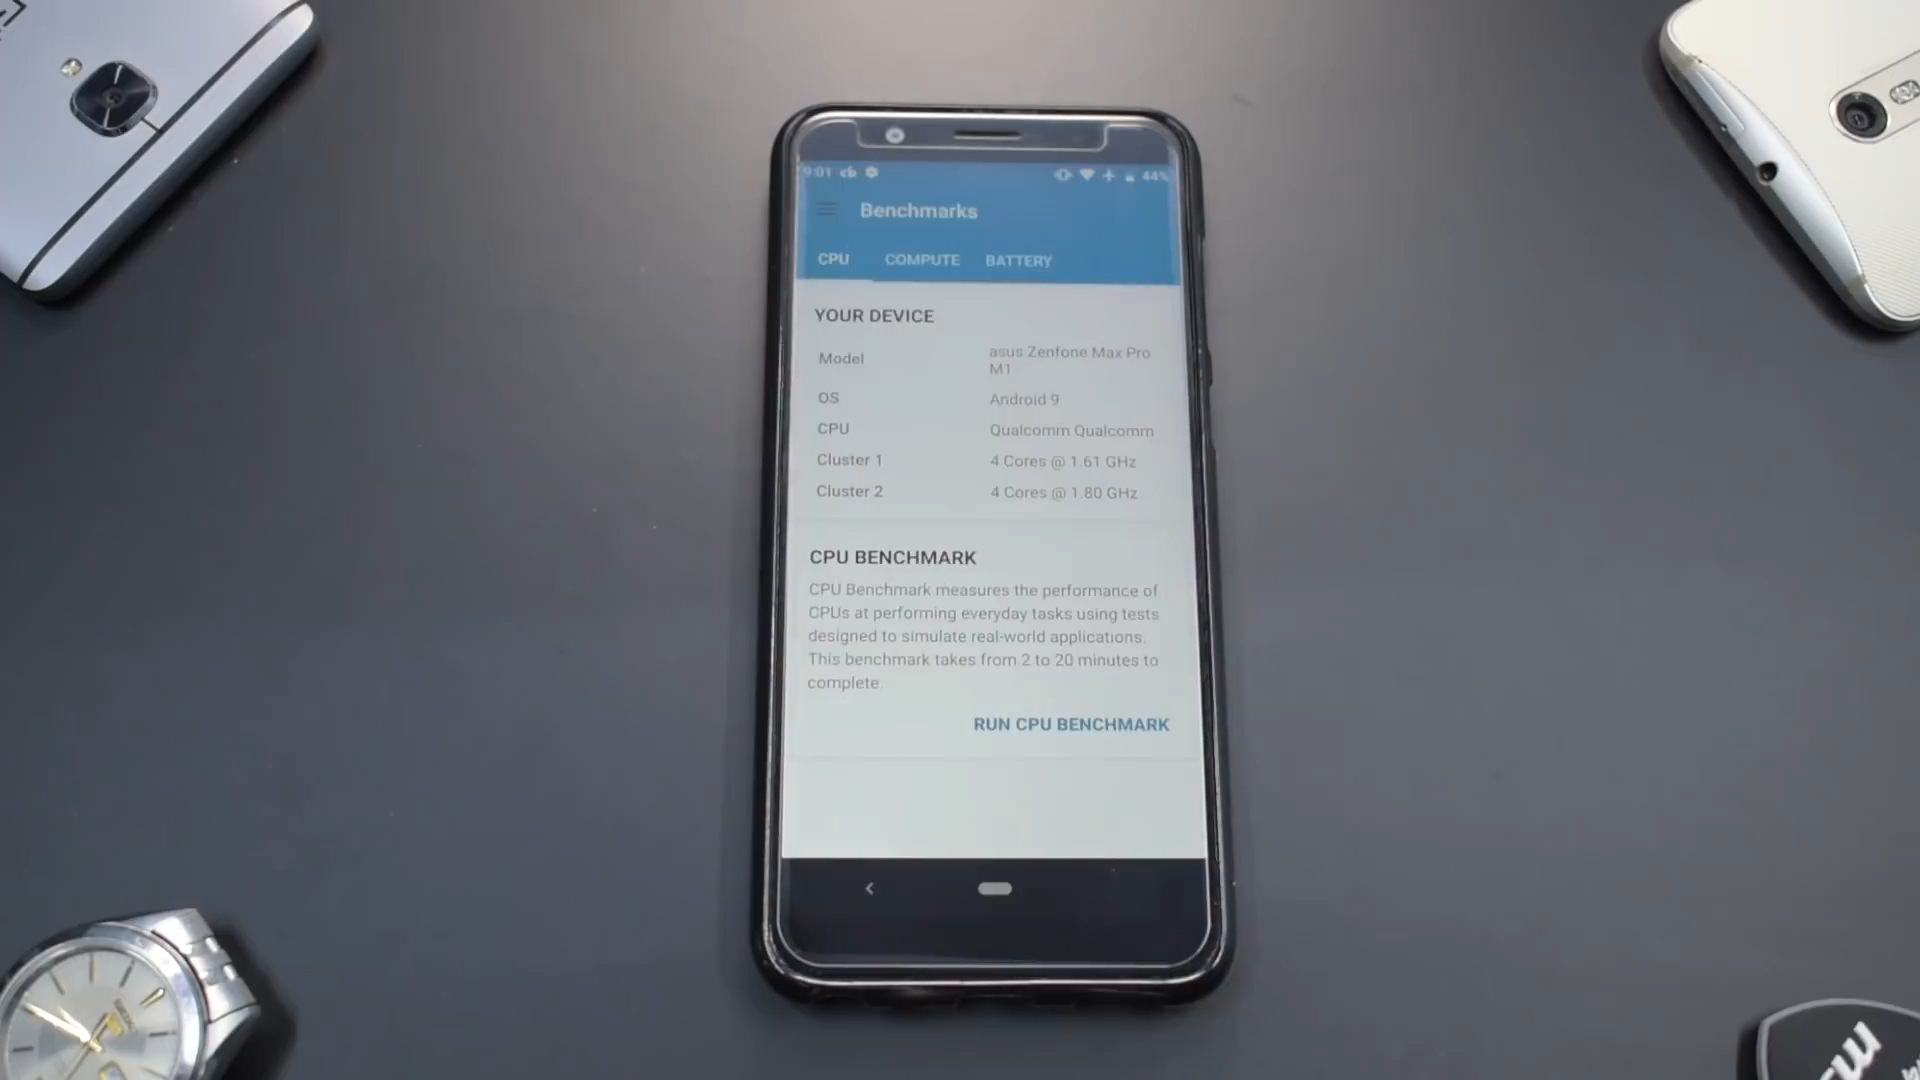 9:01
44%
Benchmarks
CPU COMPUTE BATTERY
YOUR DEVICE
Model asus Zenfone Max Pro
M1
OS Android 9
CPU Qualcomm Qualcomm
Cluster 1 4 Cores @ 1.61 GHz
Cluster 2 4 Cores @ 1.80 GHz
CPU BENCHMARK
CPU Benchmark measures the performance of
CPUs at performing everyday tasks using tests
designed to simulate real-world applications.
This benchmark takes from 2 to 20 minutes to
complete.
RUN CPU BENCHMARK